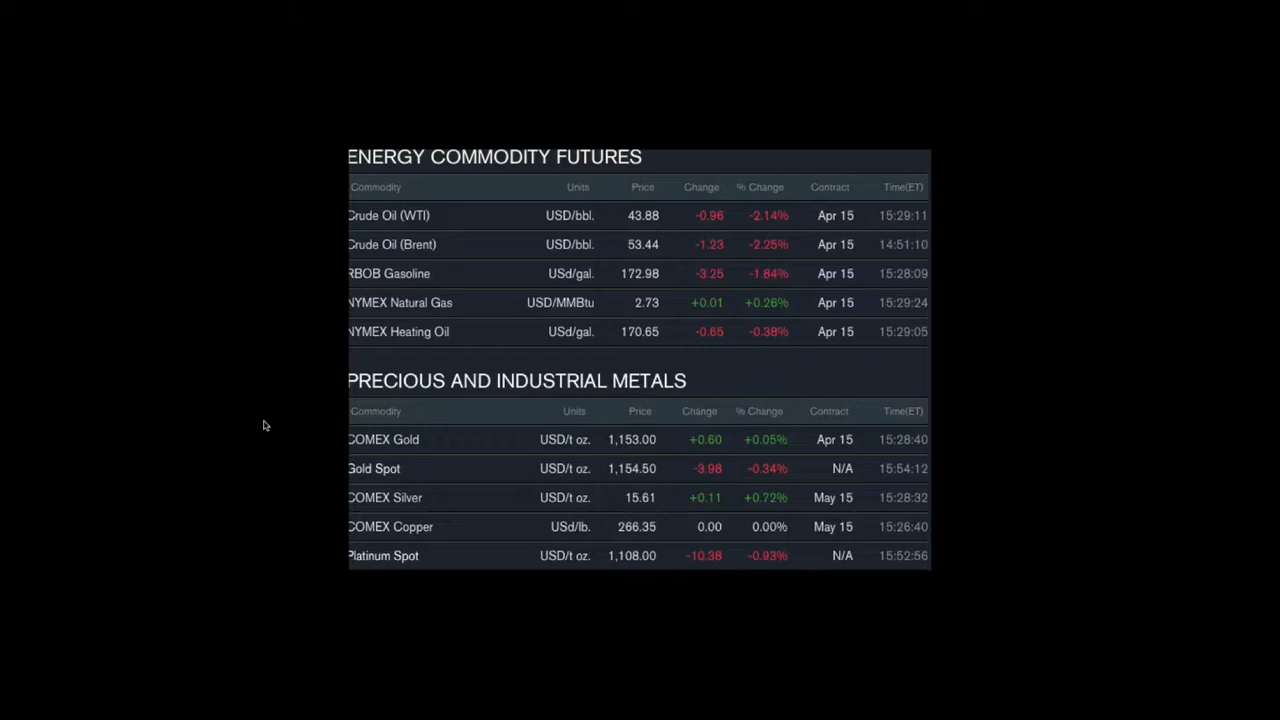 ENERGY COMMODITY FUTURES
Commodity Units Price Change % Change Contract Time(ET)
Crude Oil (WTI) USD/bbl. 43.88 -0.96 -2.14% Apr 15 15:29:11
Crude Oil (Brent) USD/bbl. 53.44 -1.23 -2.25% Apr 15 14:51:10
RBOB Gasoline USd/gal. 172.98 -3.25 -1.84% Apr 15 15:28:09
NYMEX Natural Gas USD/MMBtu 2.73 +0.01 +0.26% Apr 15 15:29:24
NYMEX Heating Oil USd/gal. 170.65 -0.65 -0.38% Apr 15 15:29:05
PRECIOUS AND INDUSTRIAL METALS
Commodity Units Price Change % Change Contract Time(ET)
COMEX Gold USD/t oz. 1,153.00 +0.60 +0.05% Apr 15 15:28:40
Gold Spot USD/t oz. 1,154.50 -3.98 -0.34% N/A 15:54:12
COMEX Silver USD/t oz. 15.61 +0.11 +0.72% May 15 15:28:32
COMEX Copper USd/lb. 266.35 0.00 0.00% May 15 15:26:40
Platinum Spot USD/t oz. 1,108.00 -10.38 -0.93% N/A 15:52:56